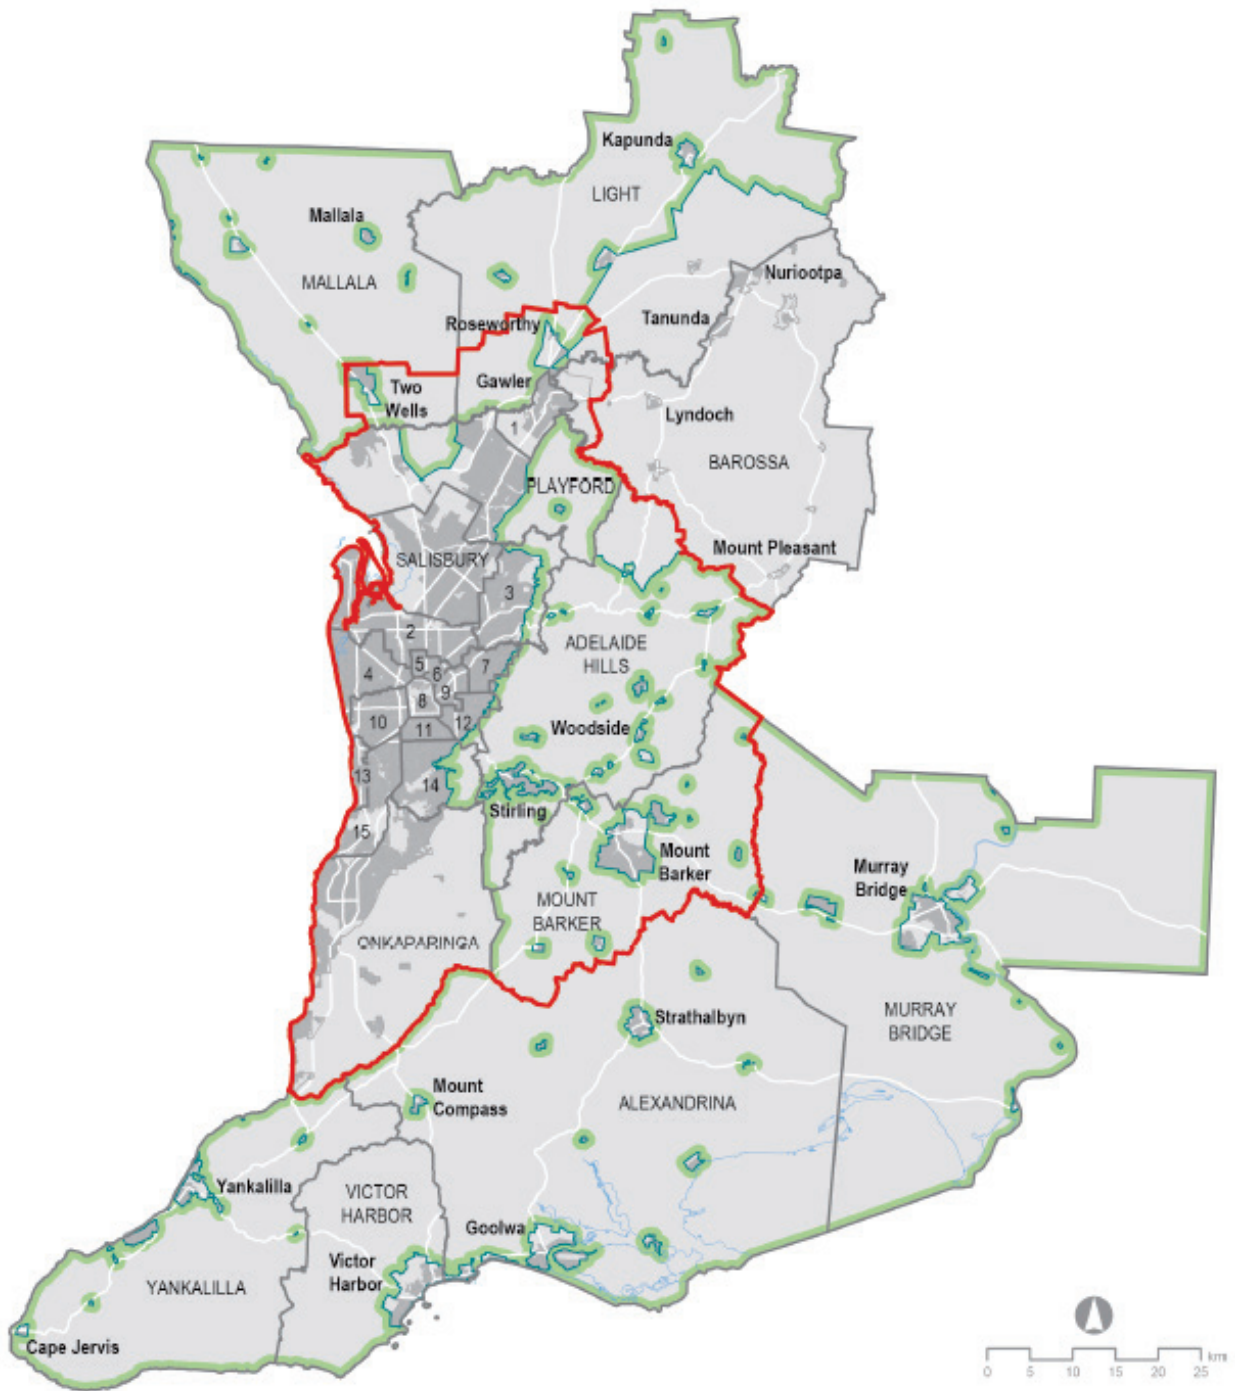 Kapunda
LIGHT
Mallala
MALLALA
Nuriootpa
Tanunda
Roseworthy
Gawler
Two
Wells
Lyndoch
1
BAROSSA
PLAYFORD
Mount Pleasant
SALISBURY
3
2
ADELAIDE
HILLS
5
6
7
4
9
8
10
11
12
Woodside
13
14
Stirling
15
Mount
Barker
Murray
Bridge
MOUNT
BARKER
ONKAPARINGA
Strathalbyn
MURRAY
BRIDGE
Mount
Compass
ALEXANDRINA
Yankalilla
VICTOR
HARBOR
Goolwa
Victor
Harbor
YANKALILLA
Cape Jervis
km
0 5 10 15 20 25